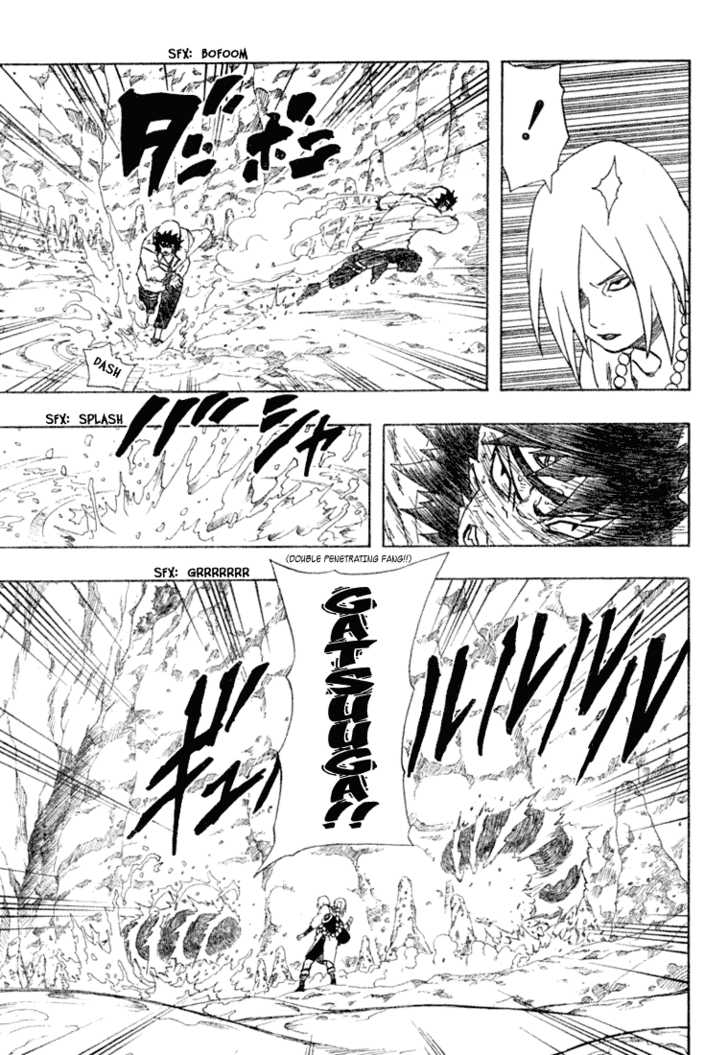 !
SFX: BOFOOM
ダン
ボン
DASH
SFX: SPLASH
バシャ
(DOUBLE PENETRATING FANG!!)
GATSUUGA!!
SFX: GRRRRRRR
ギュルルルル